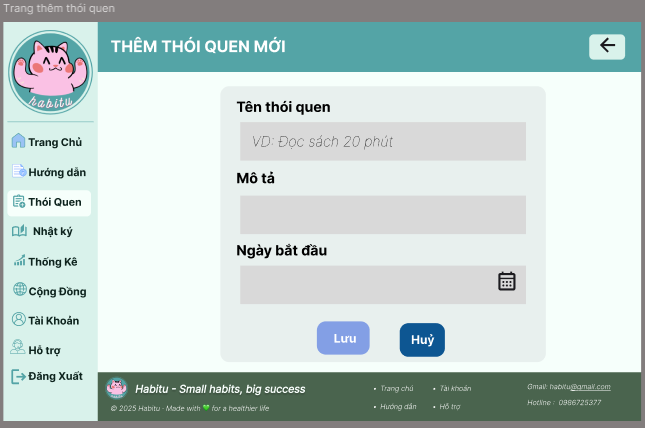 Trang thêm thói quen
THÊM THÓI QUEN MỚI
habitu
Trang Chủ
Hướng dẫn
Thói Quen
Nhật ký
Thống Kê
Cộng Đồng
Tài Khoản
Hỗ trợ
Đăng Xuất
Tên thói quen
VD: Đọc sách 20 phút
Mô tả
Ngày bắt đầu
Lưu
Huỷ
Habitu - Small habits, big success
© 2025 Habitu - Made with 💚 for a healthier life
• Trang chủ
• Tài khoản
• Hướng dẫn
• Hỗ trợ
Gmail: habitu@gmail.com
Hotline : 0966725377